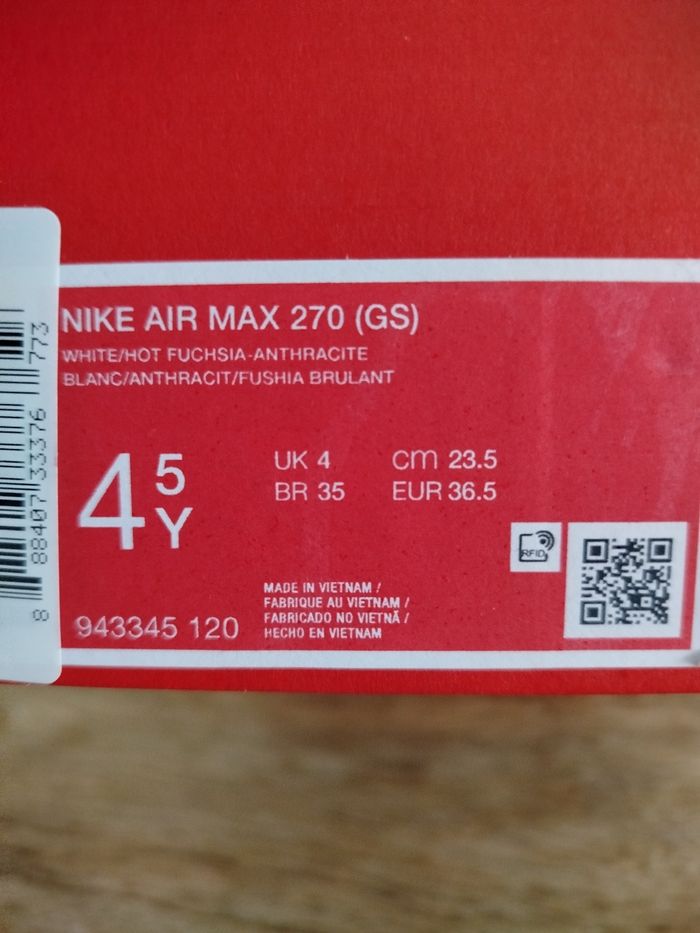 NIKE AIR MAX 270 (GS)
WHITE/HOT FUCHSIA-ANTHRACITE
BLANC/ANTHRACIT/FUSHIA BRULANT
4 5 Y
UK 4 cm 23.5
BR 35 EUR 36.5
RFID
MADE IN VIETNAM /
FABRIQUE AU VIETNAM /
FABRICADO NO VIETNÃ /
HECHO EN VIETNAM
943345 120
8 88407 33376 773